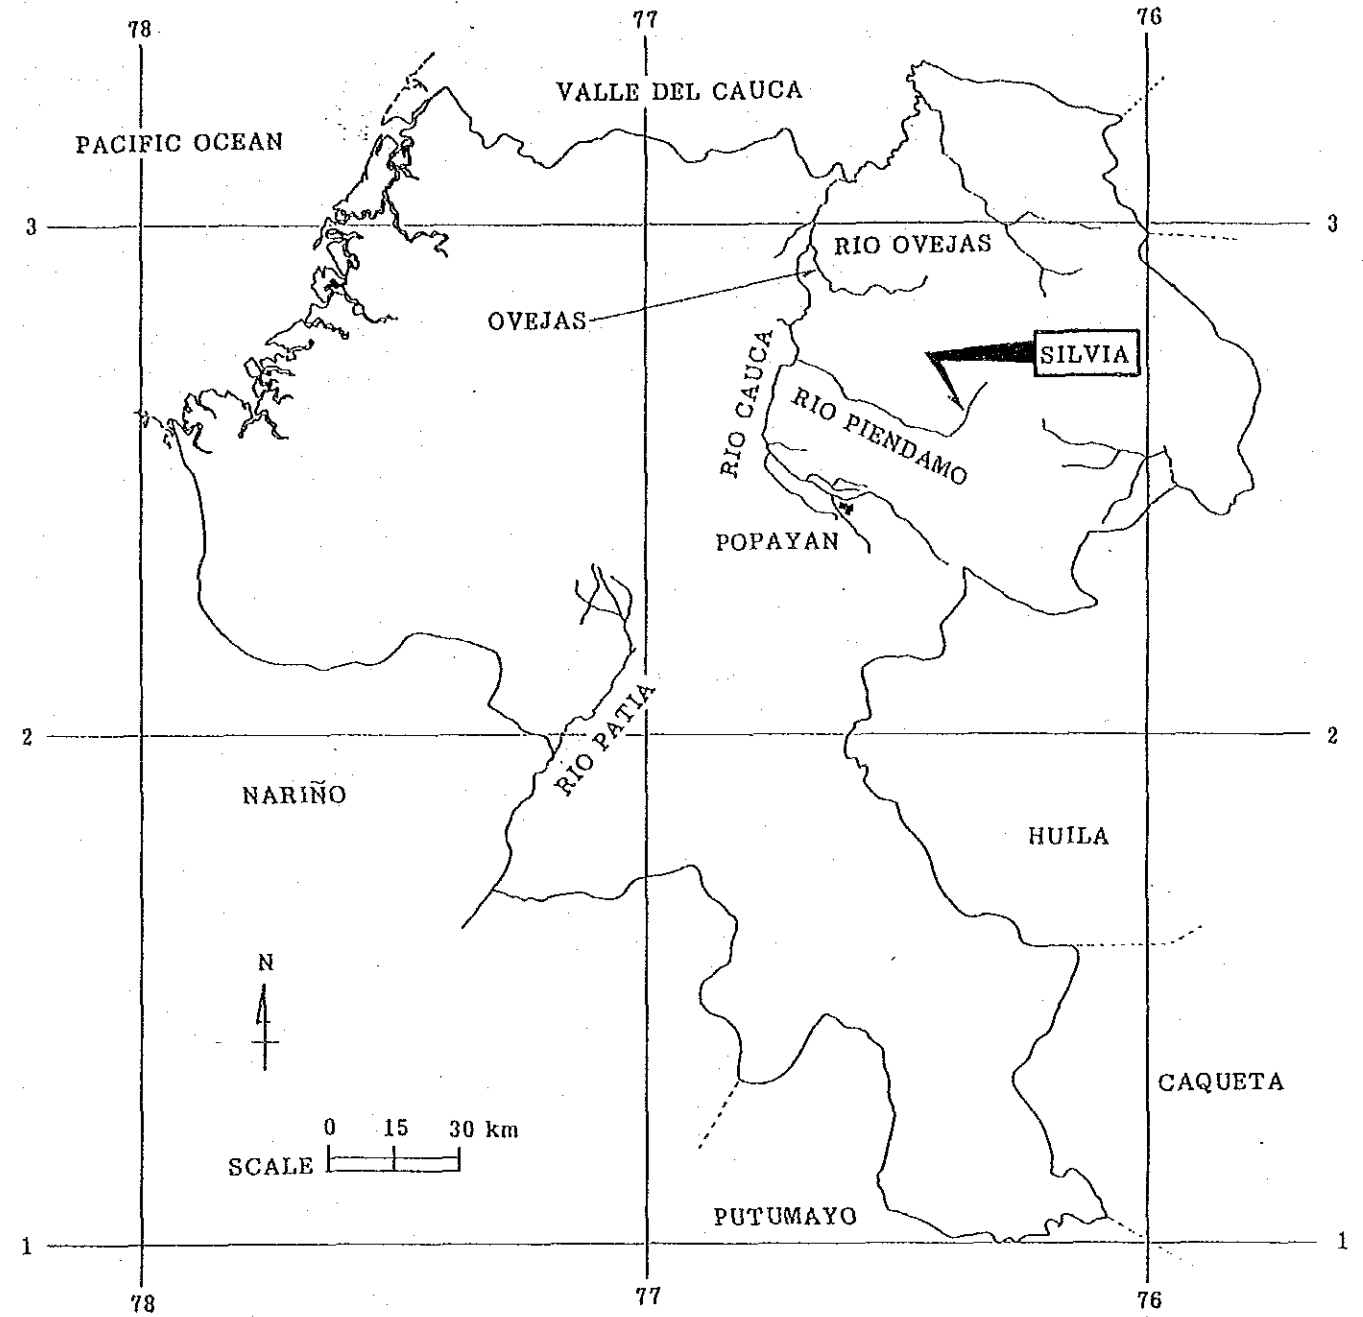 78
77
76
VALLE DEL CAUCA
PACIFIC OCEAN
3
3
RIO OVEJAS
OVEJAS
SILVIA
RIO CAUCA
RIO PIENDAMO
POPAYAN
RIO PATIA
2
2
NARIÑO
HUILA
N
CAQUETA
0 15 30 km
SCALE
PUTUMAYO
1
1
78
77
76